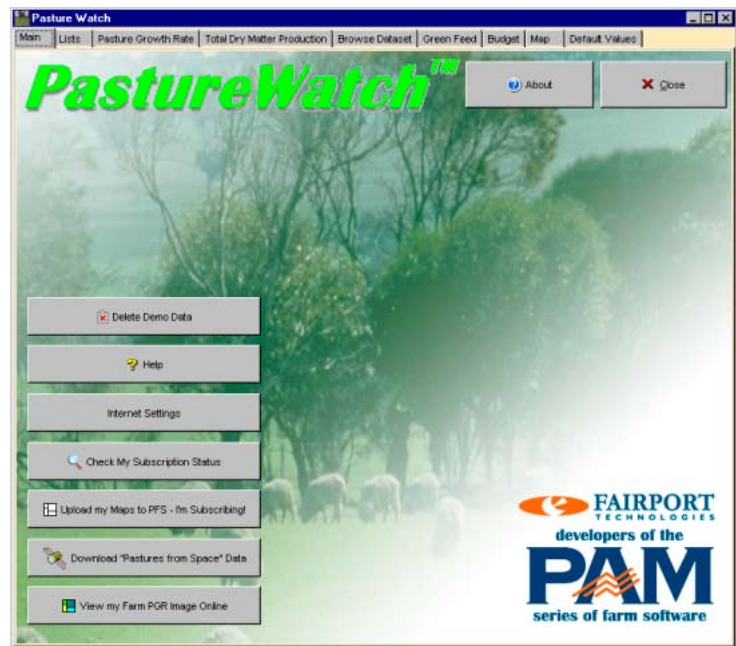 Pasture Watch
Main Lists Pasture Growth Rate Total Dry Matter Production Browse Dataset Green Feed Budget Map Default Values
PastureWatch™
About
Close
Delete Demo Data
Help
Internet Settings
Check My Subscription Status
Upload my Maps to PFS - I'm Subscribing!
Download "Pastures from Space" Data
View my Farm PGR Image Online
FAIRPORT
TECHNOLOGIES
developers of the
PAM
series of farm software